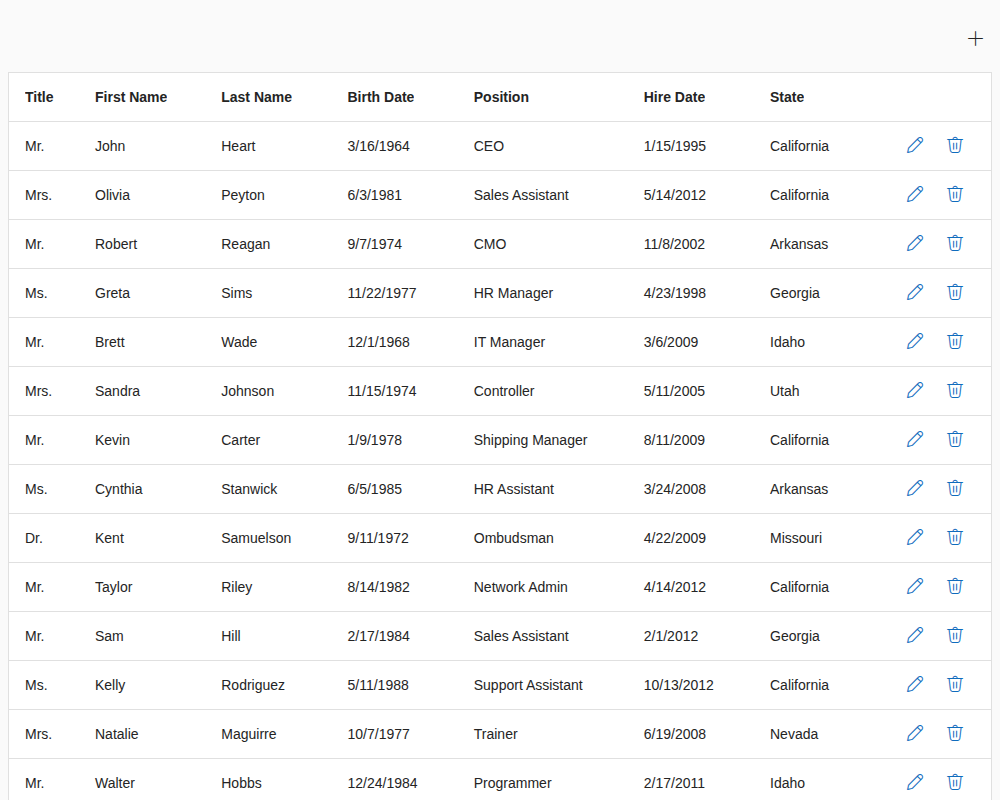 Title First Name Last Name Birth Date Position Hire Date State
Mr. John Heart 3/16/1964 CEO 1/15/1995 California
Mrs. Olivia Peyton 6/3/1981 Sales Assistant 5/14/2012 California
Mr. Robert Reagan 9/7/1974 CMO 11/8/2002 Arkansas
Ms. Greta Sims 11/22/1977 HR Manager 4/23/1998 Georgia
Mr. Brett Wade 12/1/1968 IT Manager 3/6/2009 Idaho
Mrs. Sandra Johnson 11/15/1974 Controller 5/11/2005 Utah
Mr. Kevin Carter 1/9/1978 Shipping Manager 8/11/2009 California
Ms. Cynthia Stanwick 6/5/1985 HR Assistant 3/24/2008 Arkansas
Dr. Kent Samuelson 9/11/1972 Ombudsman 4/22/2009 Missouri
Mr. Taylor Riley 8/14/1982 Network Admin 4/14/2012 California
Mr. Sam Hill 2/17/1984 Sales Assistant 2/1/2012 Georgia
Ms. Kelly Rodriguez 5/11/1988 Support Assistant 10/13/2012 California
Mrs. Natalie Maguirre 10/7/1977 Trainer 6/19/2008 Nevada
Mr. Walter Hobbs 12/24/1984 Programmer 2/17/2011 Idaho